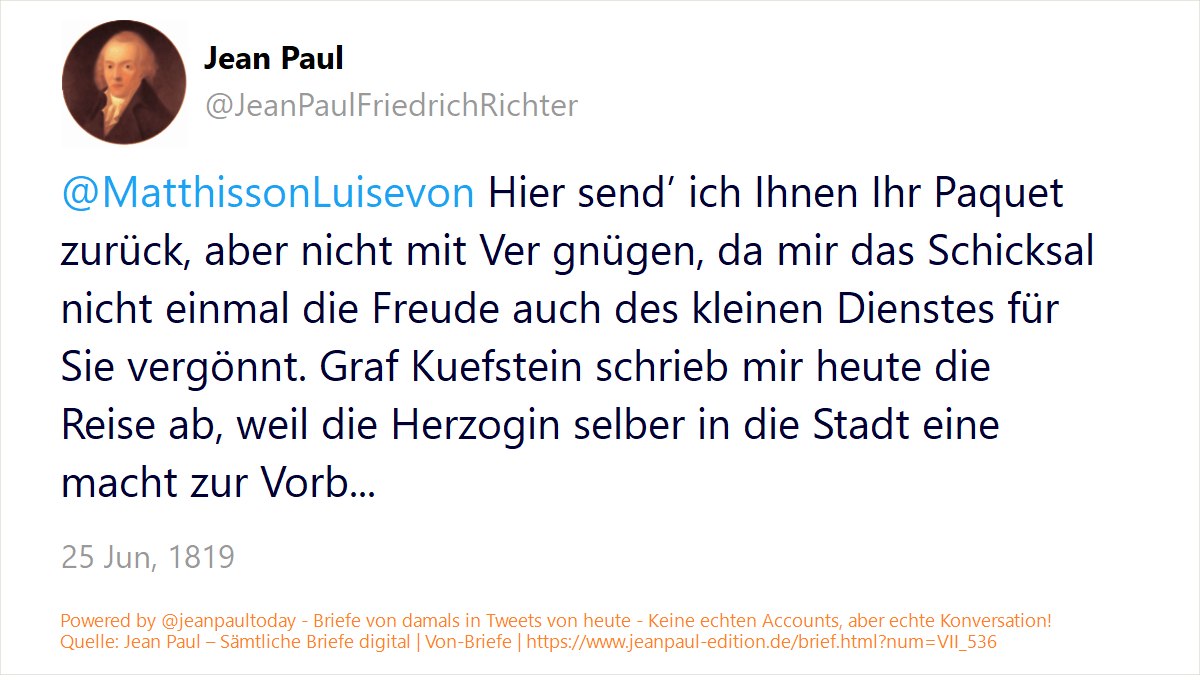 Jean Paul
@JeanPaulFriedrichRichter
@MatthissonLuisevon Hier send’ ich Ihnen Ihr Paquet
zurück, aber nicht mit Ver gnügen, da mir das Schicksal
nicht einmal die Freude auch des kleinen Dienstes für
Sie vergönnt. Graf Kuefstein schrieb mir heute die
Reise ab, weil die Herzogin selber in die Stadt eine
macht zur Vorb...
25 Jun, 1819
Powered by @jeanpaultoday - Briefe von damals in Tweets von heute - Keine echten Accounts, aber echte Konversation!
Quelle: Jean Paul – Sämtliche Briefe digital | Von-Briefe | https://www.jeanpaul-edition.de/brief.html?num=VII_536